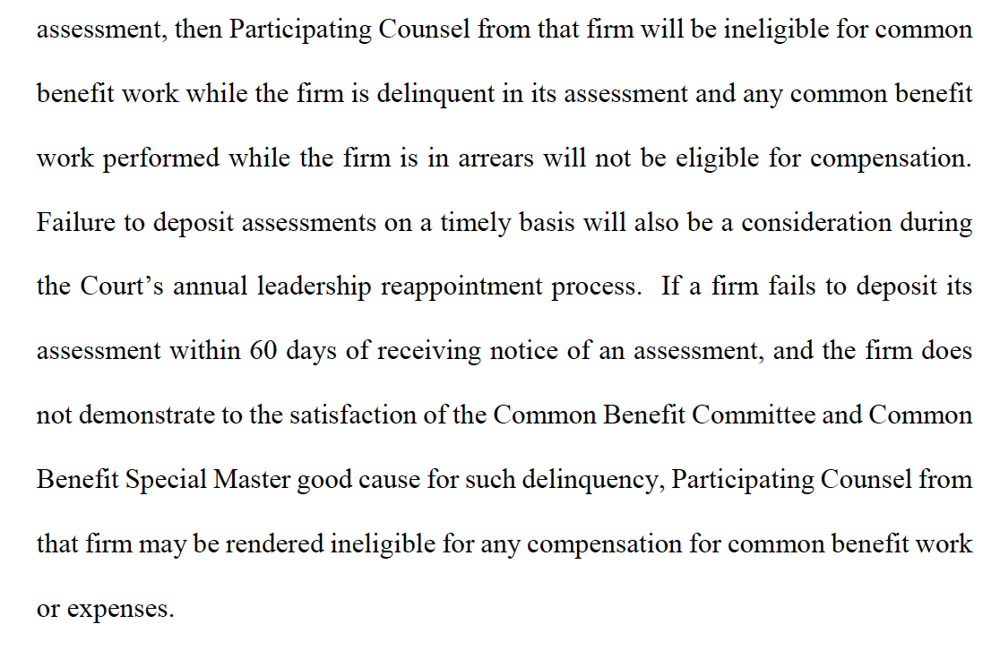 assessment, then Participating Counsel from that firm will be ineligible for common
benefit work while the firm is delinquent in its assessment and any common benefit
work performed while the firm is in arrears will not be eligible for compensation.
Failure to deposit assessments on a timely basis will also be a consideration during
the Court’s annual leadership reappointment process.  If a firm fails to deposit its
assessment within 60 days of receiving notice of an assessment, and the firm does
not demonstrate to the satisfaction of the Common Benefit Committee and Common
Benefit Special Master good cause for such delinquency, Participating Counsel from
that firm may be rendered ineligible for any compensation for common benefit work
or expenses.